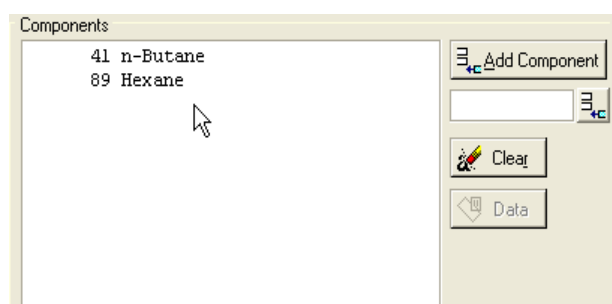 Components
41 n-Butane
89 Hexane
Add Component
Clear
Data